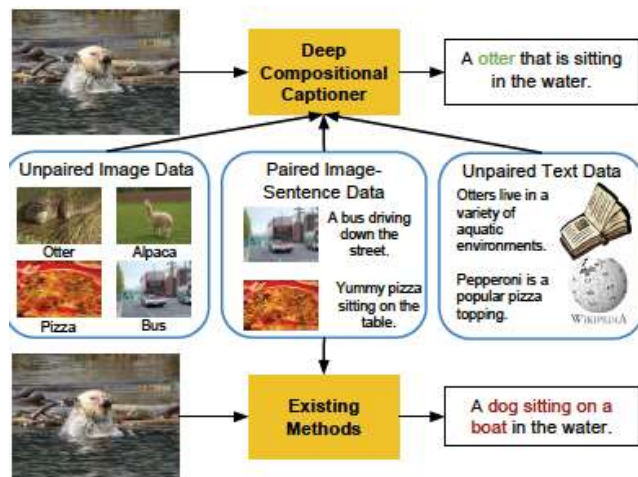 Deep
Compositional
Captioner
A otter that is sitting
in the water.
Unpaired Image Data
Otter
Alpaca
Pizza
Bus
Paired Image-
Sentence Data
A bus driving
down the
street.
Yummy pizza
sitting on the
table.
Unpaired Text Data
Otters live in a
variety of
aquatic
environments.
Pepperoni is a
popular pizza
topping.
WIKIPEDIA
Existing
Methods
A dog sitting on a
boat in the water.